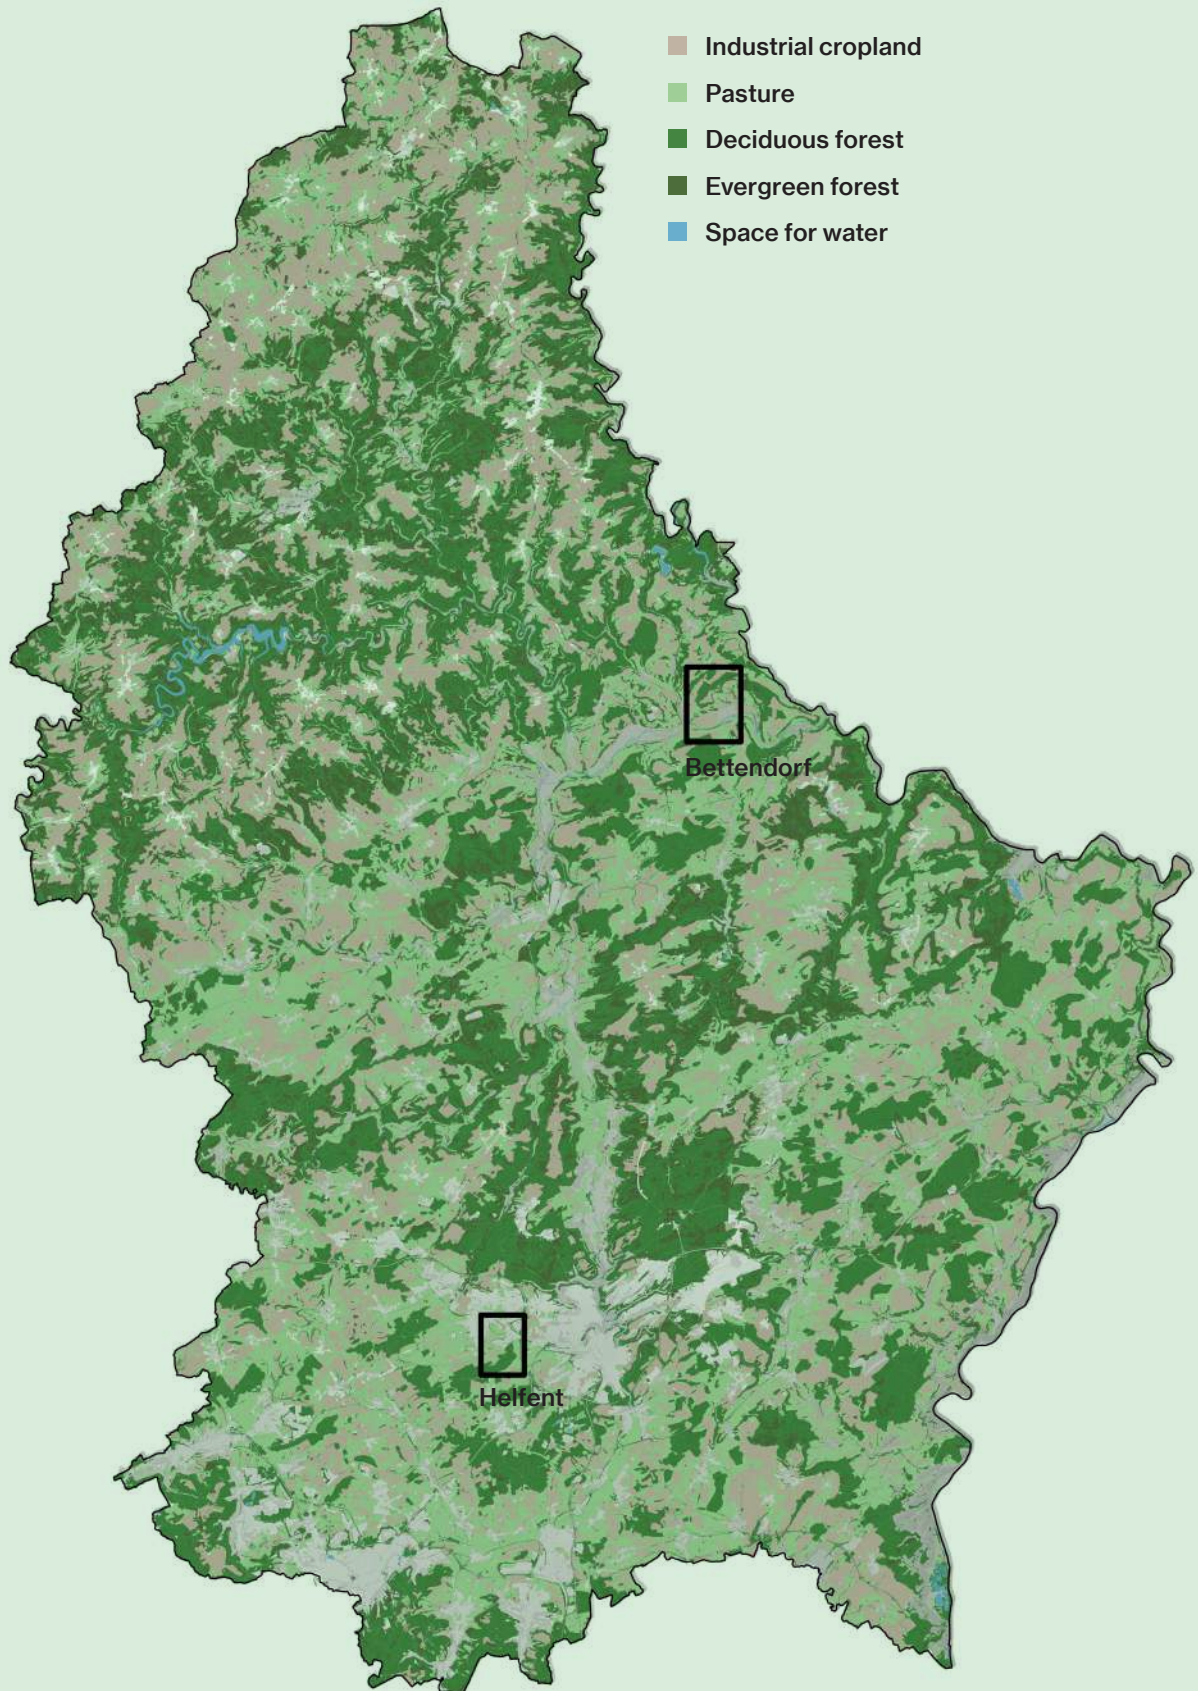 Industrial cropland
Pasture
Deciduous forest
Evergreen forest
Space for water
Bettendorf
Helfent